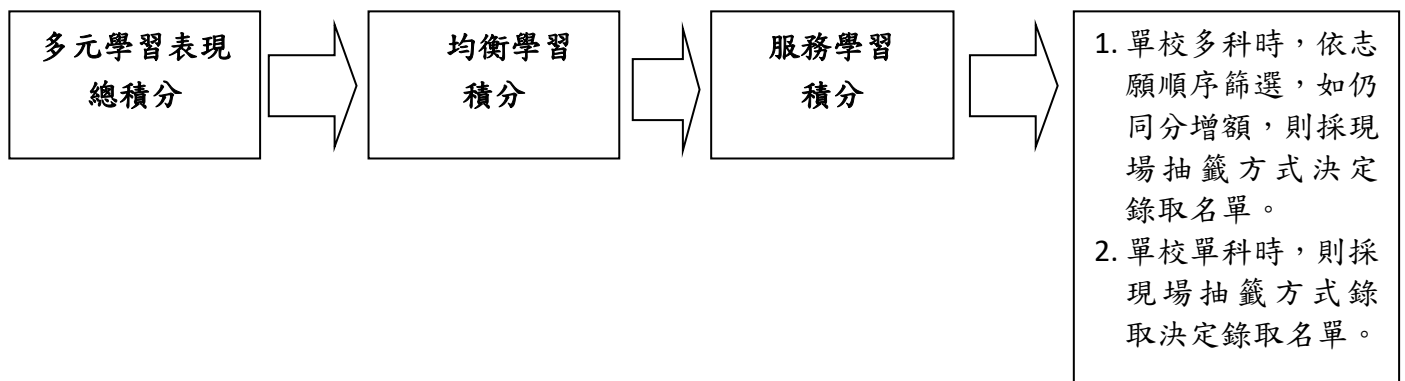 多元學習表現
總積分
均衡學習
積分
服務學習
積分
1. 單校多科時，依志
願順序篩選，如仍
同分增額，則採現
場抽籤方式決定
錄取名單。
2. 單校單科時，則採
現場抽籤方式錄
取決定錄取名單。